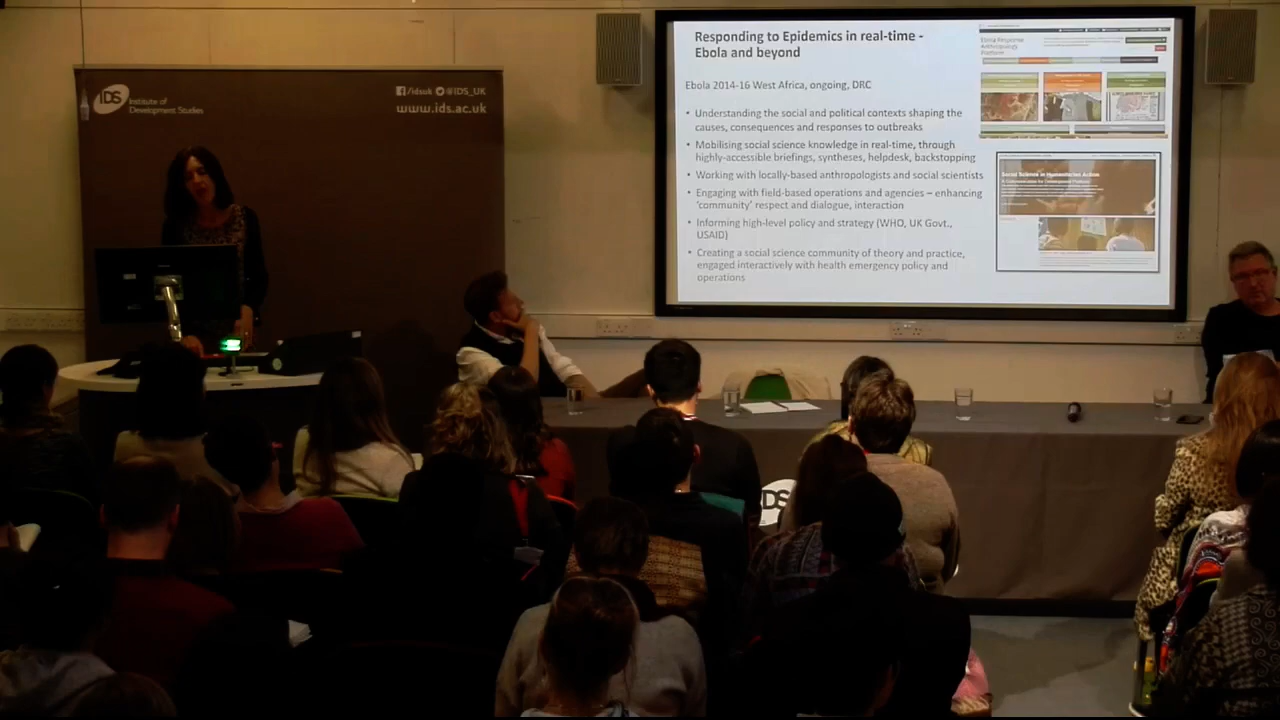 IDS
Institute of
Development Studies
/idsuk @IDS_UK
www.ids.ac.uk
Responding to Epidemics in real-time -
Ebola and beyond
Ebola 2014-16 West Africa, ongoing, DRC
• Understanding the social and political contexts shaping the
causes, consequences and responses to outbreaks
• Mobilising social science knowledge in real-time, through
highly-accessible briefings, syntheses, helpdesk, backstopping
• Working with locally-based anthropologists and social scientists
• Engaging with field-based operations and agencies – enhancing
'community' respect and dialogue, interaction
• Informing high-level policy and strategy (WHO, UK Govt.,
USAID)
• Creating a social science community of theory and practice,
engaged interactively with health emergency policy and
operations
Ebola Response
Anthropology
Platform
Social Science in Humanitarian Action
IDS